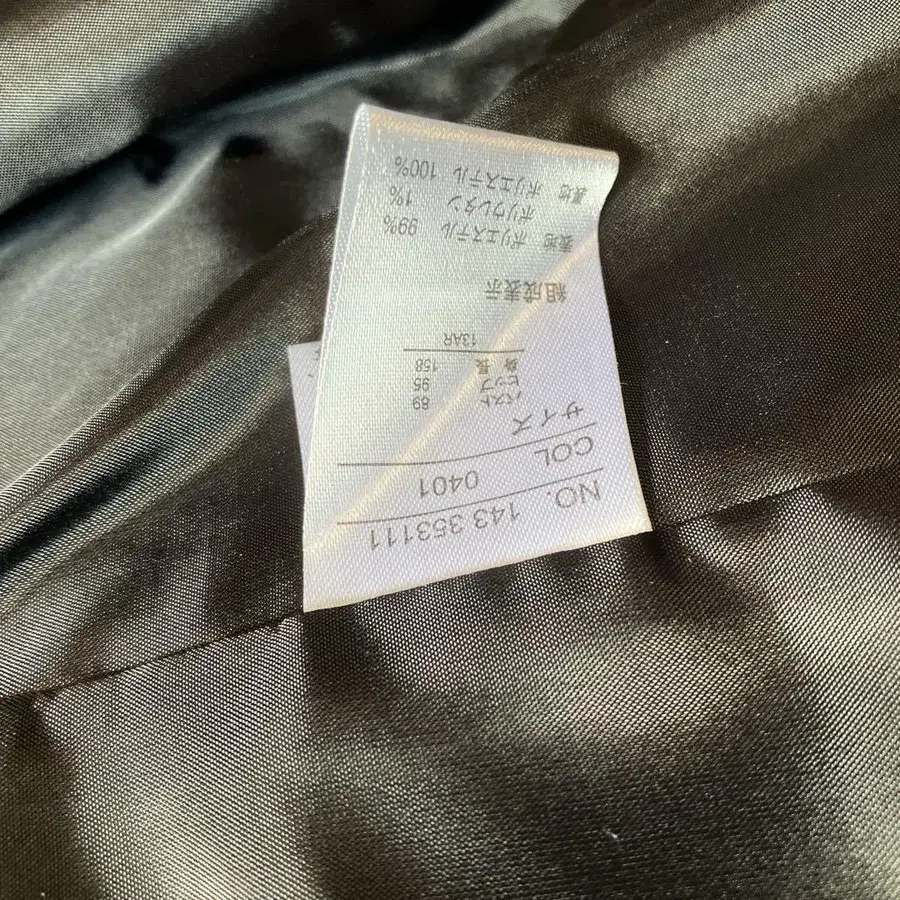 NO. 143 353111
COL 0401
サイズ
バスト 89
ヒップ 95
身長 158
13AR
組成表示
表地 ポリエステル 99%
ポリウレタン 1%
裏地 ポリエステル 100%